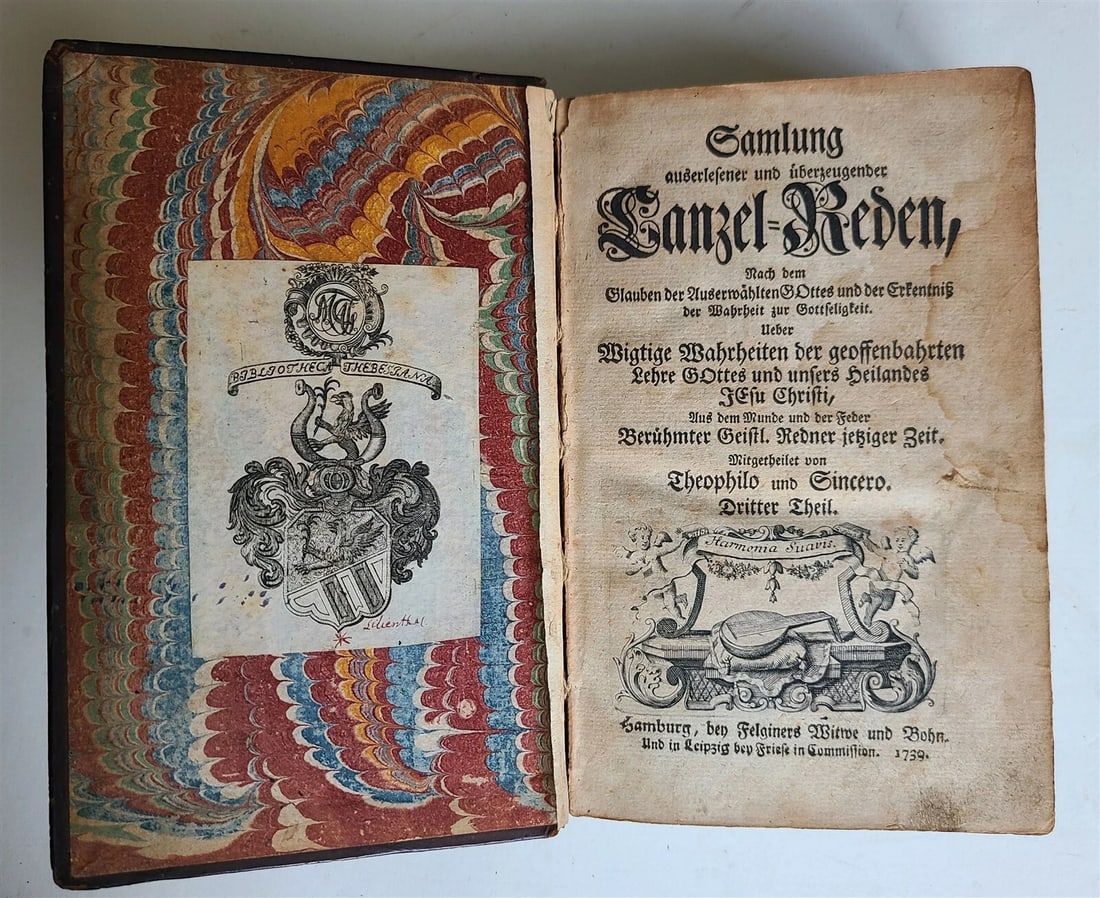 BIBLIOTHECA THEBESIANA
Lilienthal
Samlung
auserlesener und überzeugender
Canzel-Reden,
Nach dem
Glauben der Auserwählten GOttes und der Erkentniß
der Wahrheit zur Gottseligkeit.
Ueber
Wigtige Wahrheiten der geoffenbahrten
Lehre GOttes und unsers Heilandes
JEsu Christi,
Aus dem Munde und der Feder
Berühmter Geistl. Redner jetziger Zeit.
Mitgetheilet von
Theophilo und Sincero.
Dritter Theil.
Harmonia Suavis.
Hamburg, bey Felginers Witwe und Bohn.
Und in Leipzig bey Friese in Commission. 1739.